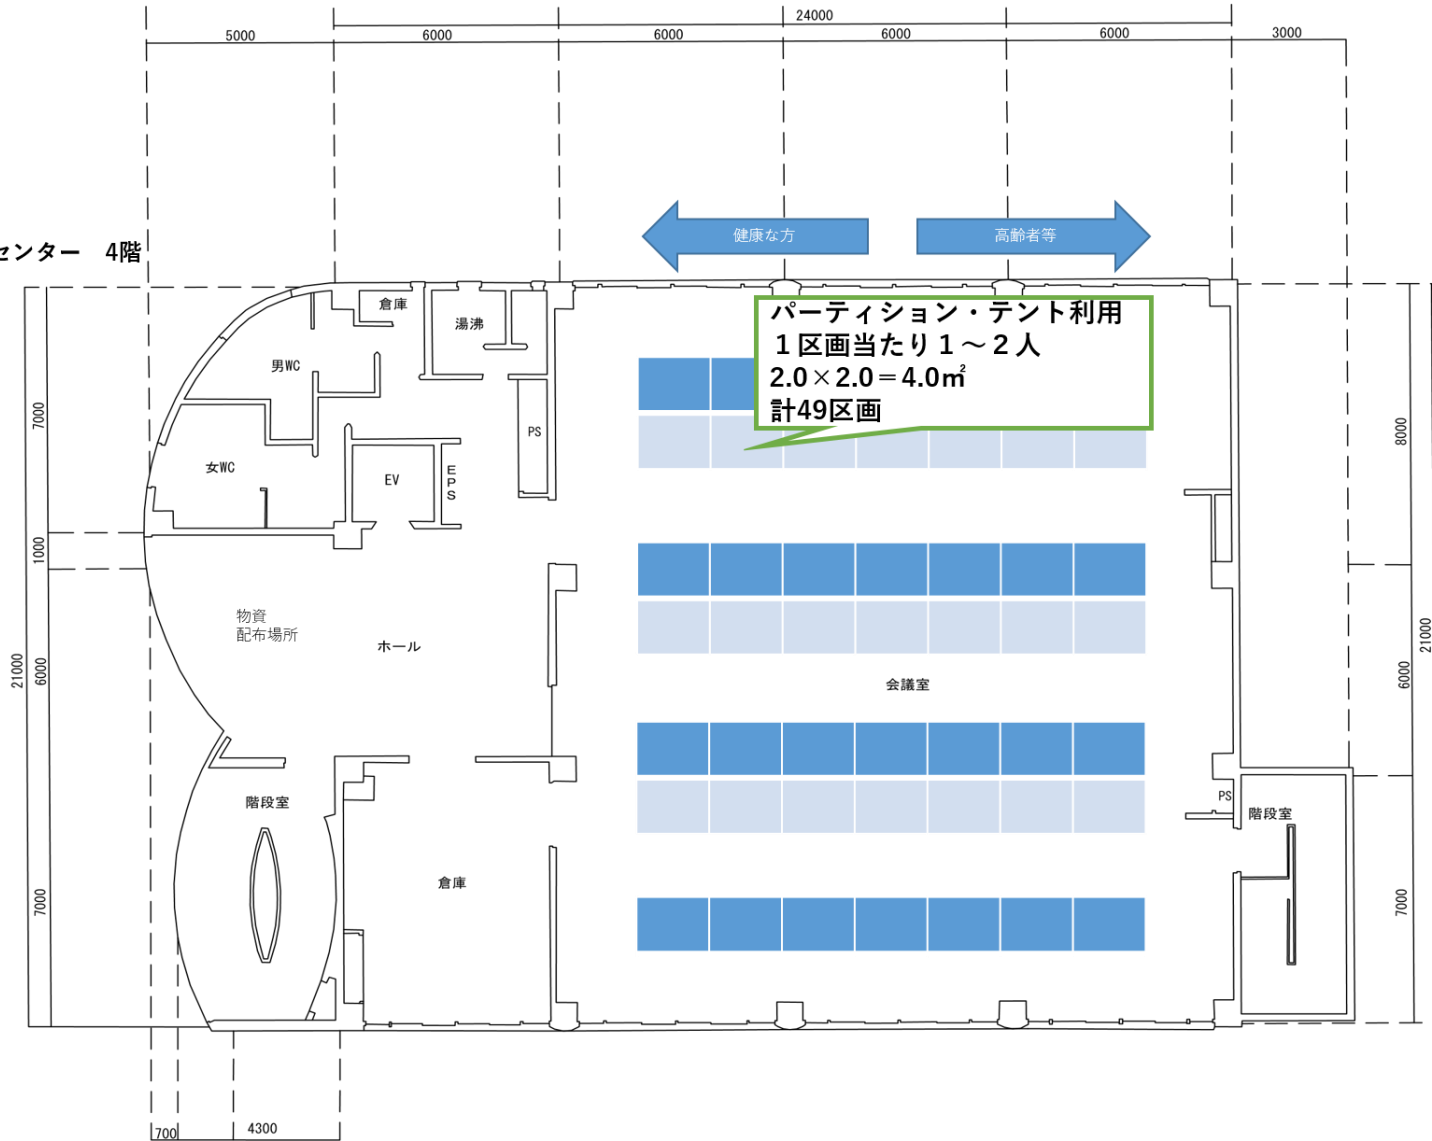 24000
5000
6000
6000
6000
6000
3000
センター 4階
健康な方
高齢者等
パーティション・テント利用
1区画当たり1~2人
2.0×2.0=4.0㎡
計49区画
倉庫
湯沸
男WC
PS
女WC
EV
EPS
7000
1000
6000
21000
7000
8000
6000
21000
7000
物資
配布場所
ホール
会議室
階段室
PS
階段室
倉庫
700
4300